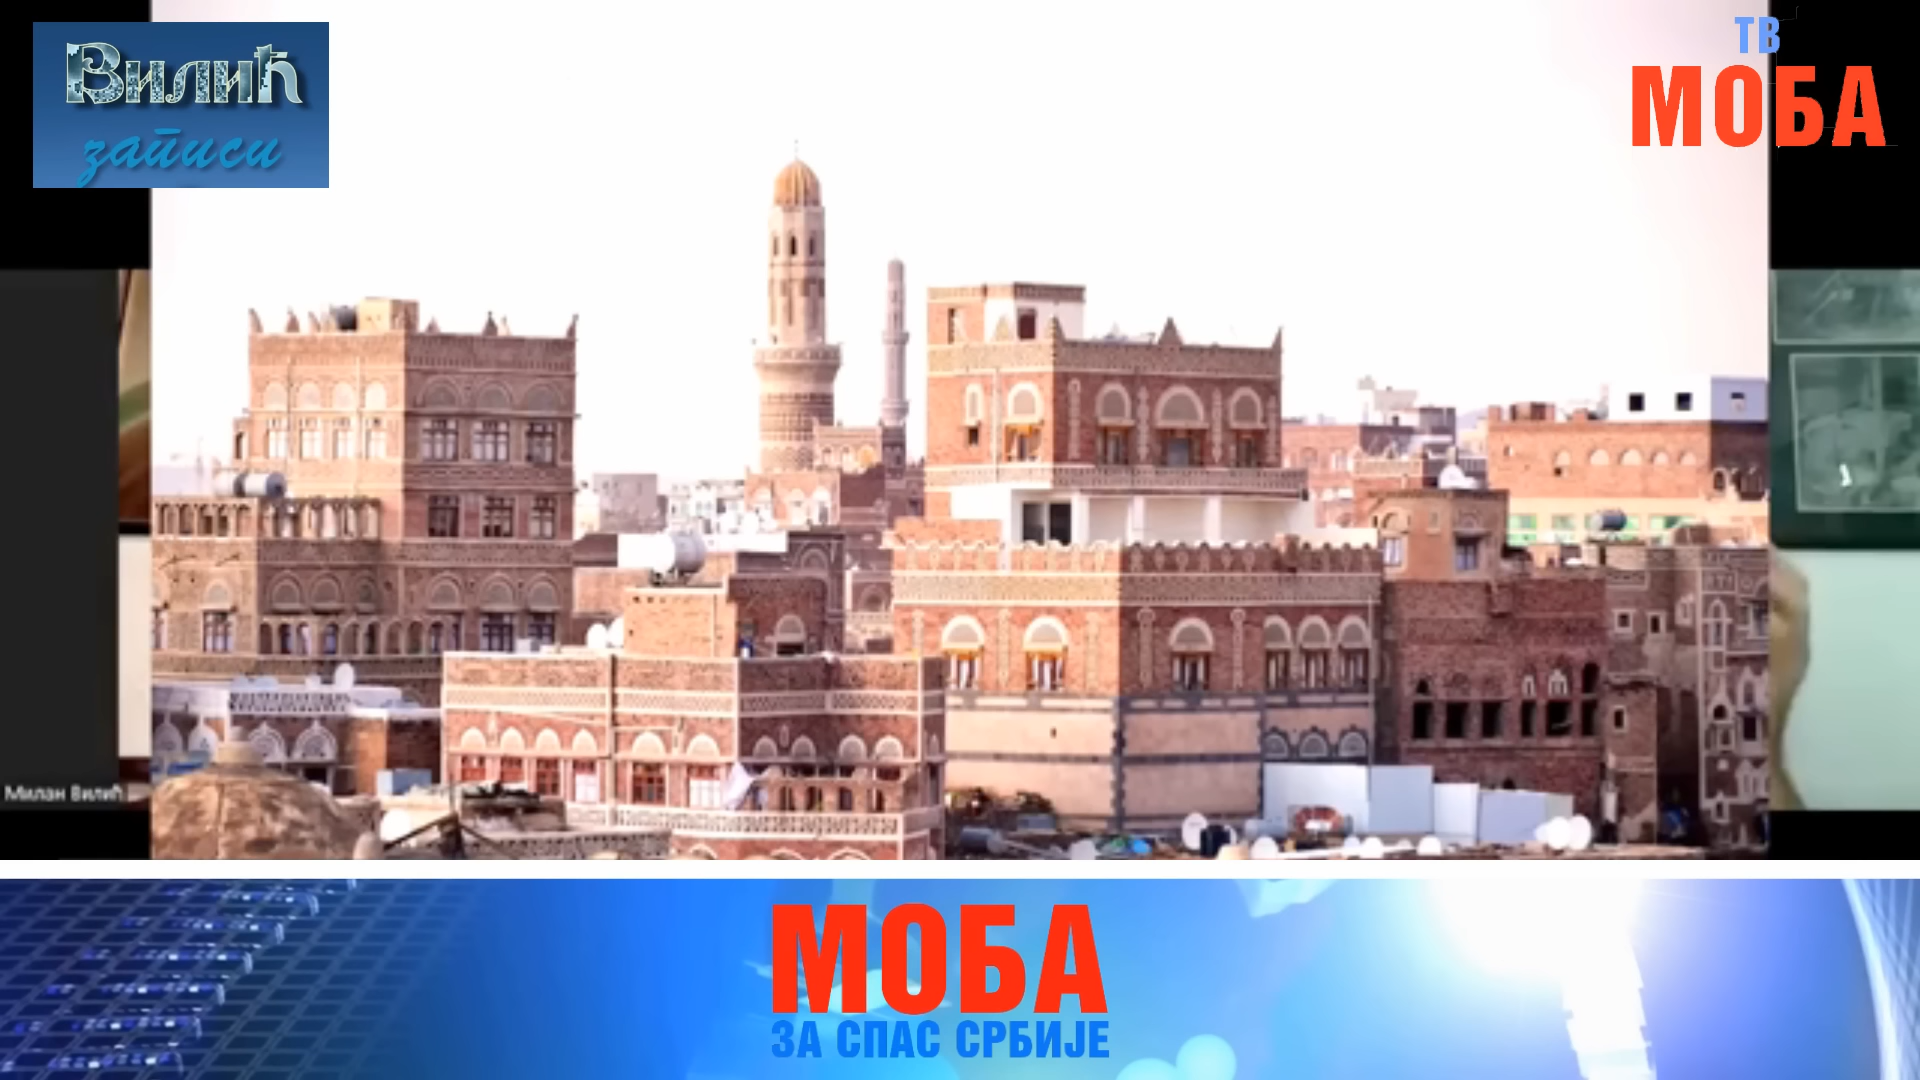 Вилић
записи
ТВ
МОБА
Милан Вилић
МОБА
ЗА СПАС СРБИЈЕ